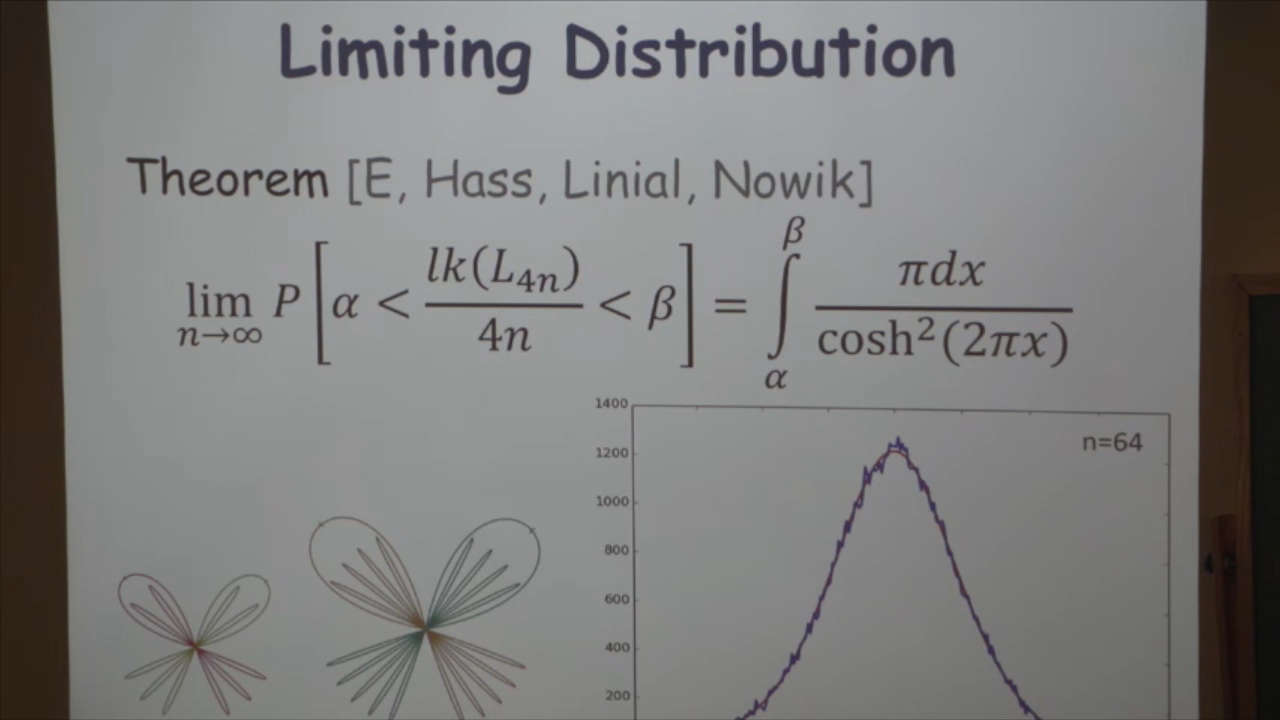 Limiting Distribution
Theorem [E, Hass, Linial, Nowik]
lim n→∞ P [ α < lk(L4n) / 4n < β ] = ∫ α β πdx / cosh²(2πx)
n=64
1400
1200
1000
800
600
400
200